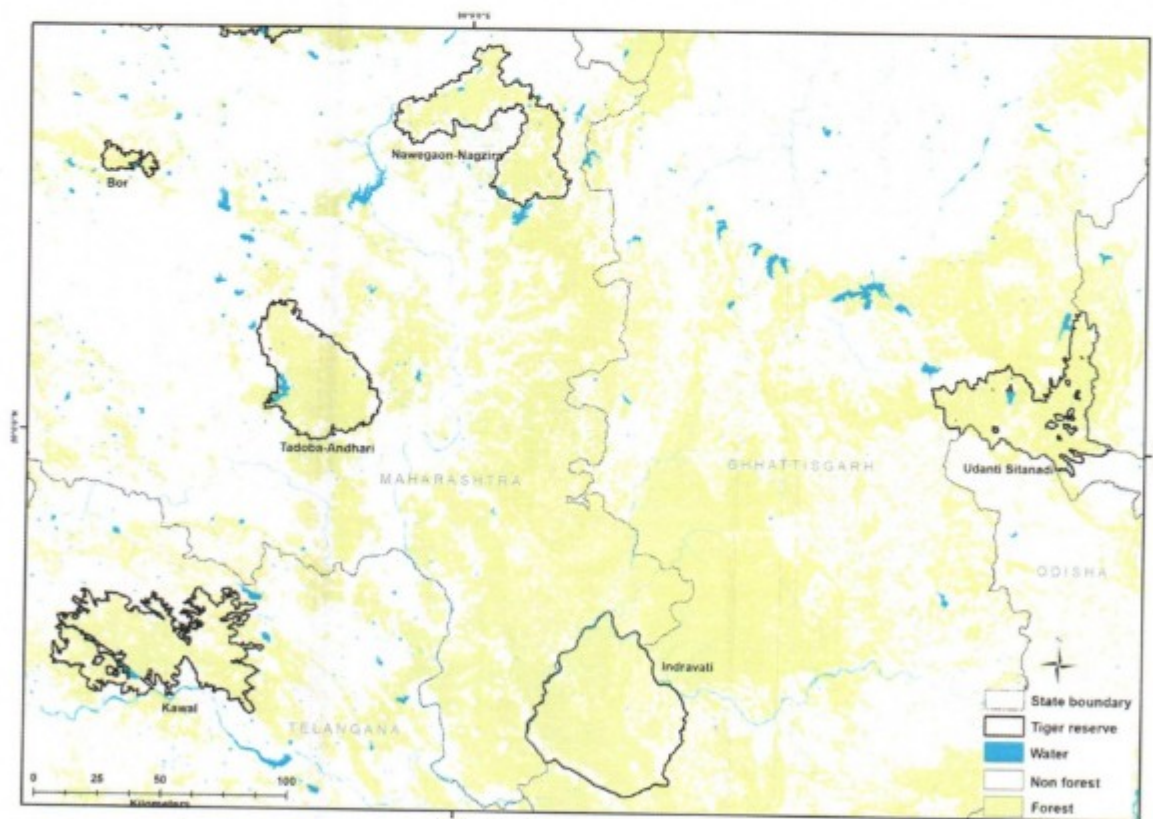 Nawegaon-Nagzira
Bor
Tadoba-Andhari
MAHARASHTRA
CHHATTISGARH
Udanti Sitanadi
ODISHA
Indravati
Kawal
TELANGANA
State boundary
Tiger reserve
Water
Non forest
Forest
0 25 50 100
Kilometers